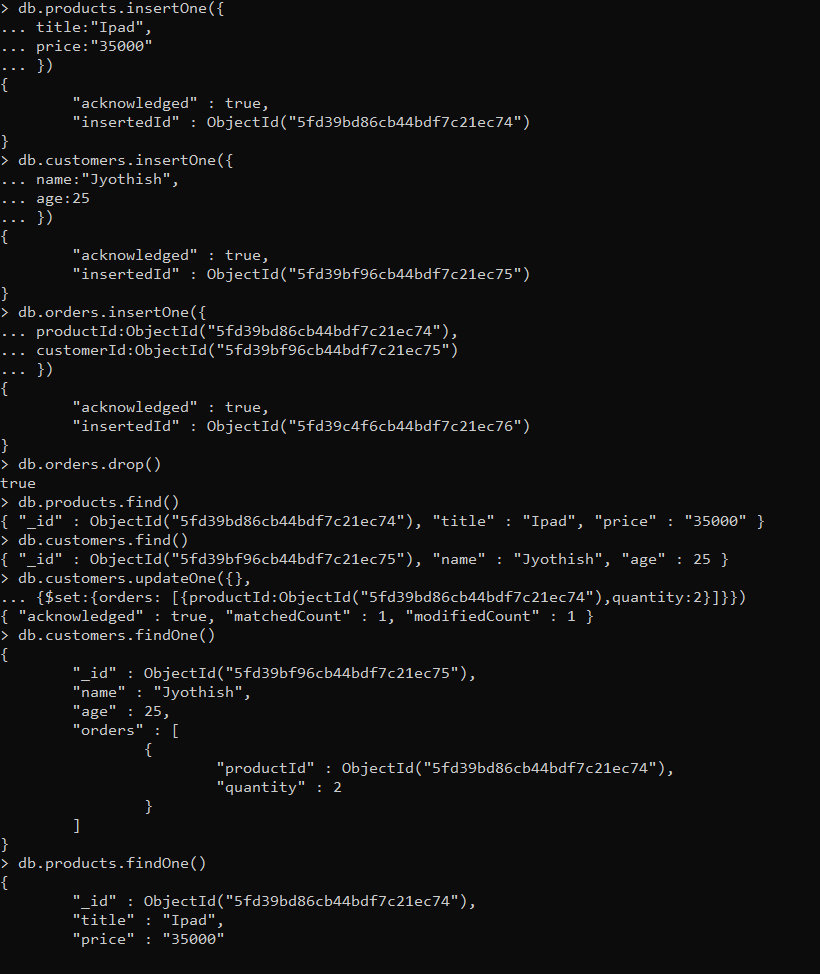 > db.products.insertOne({
... title:"Ipad",
... price:"35000"
... })
{
        "acknowledged" : true,
        "insertedId" : ObjectId("5fd39bd86cb44bdf7c21ec74")
}
> db.customers.insertOne({
... name:"Jyothish",
... age:25
... })
{
        "acknowledged" : true,
        "insertedId" : ObjectId("5fd39bf96cb44bdf7c21ec75")
}
> db.orders.insertOne({
... productId:ObjectId("5fd39bd86cb44bdf7c21ec74"),
... customerId:ObjectId("5fd39bf96cb44bdf7c21ec75")
... })
{
        "acknowledged" : true,
        "insertedId" : ObjectId("5fd39c4f6cb44bdf7c21ec76")
}
> db.orders.drop()
true
> db.products.find()
{ "_id" : ObjectId("5fd39bd86cb44bdf7c21ec74"), "title" : "Ipad", "price" : "35000" }
> db.customers.find()
{ "_id" : ObjectId("5fd39bf96cb44bdf7c21ec75"), "name" : "Jyothish", "age" : 25 }
> db.customers.updateOne({},
... {$set:{orders: [{productId:ObjectId("5fd39bd86cb44bdf7c21ec74"),quantity:2}]}})
{ "acknowledged" : true, "matchedCount" : 1, "modifiedCount" : 1 }
> db.customers.findOne()
{
        "_id" : ObjectId("5fd39bf96cb44bdf7c21ec75"),
        "name" : "Jyothish",
        "age" : 25,
        "orders" : [
                {
                        "productId" : ObjectId("5fd39bd86cb44bdf7c21ec74"),
                        "quantity" : 2
                }
        ]
}
> db.products.findOne()
{
        "_id" : ObjectId("5fd39bd86cb44bdf7c21ec74"),
        "title" : "Ipad",
        "price" : "35000"